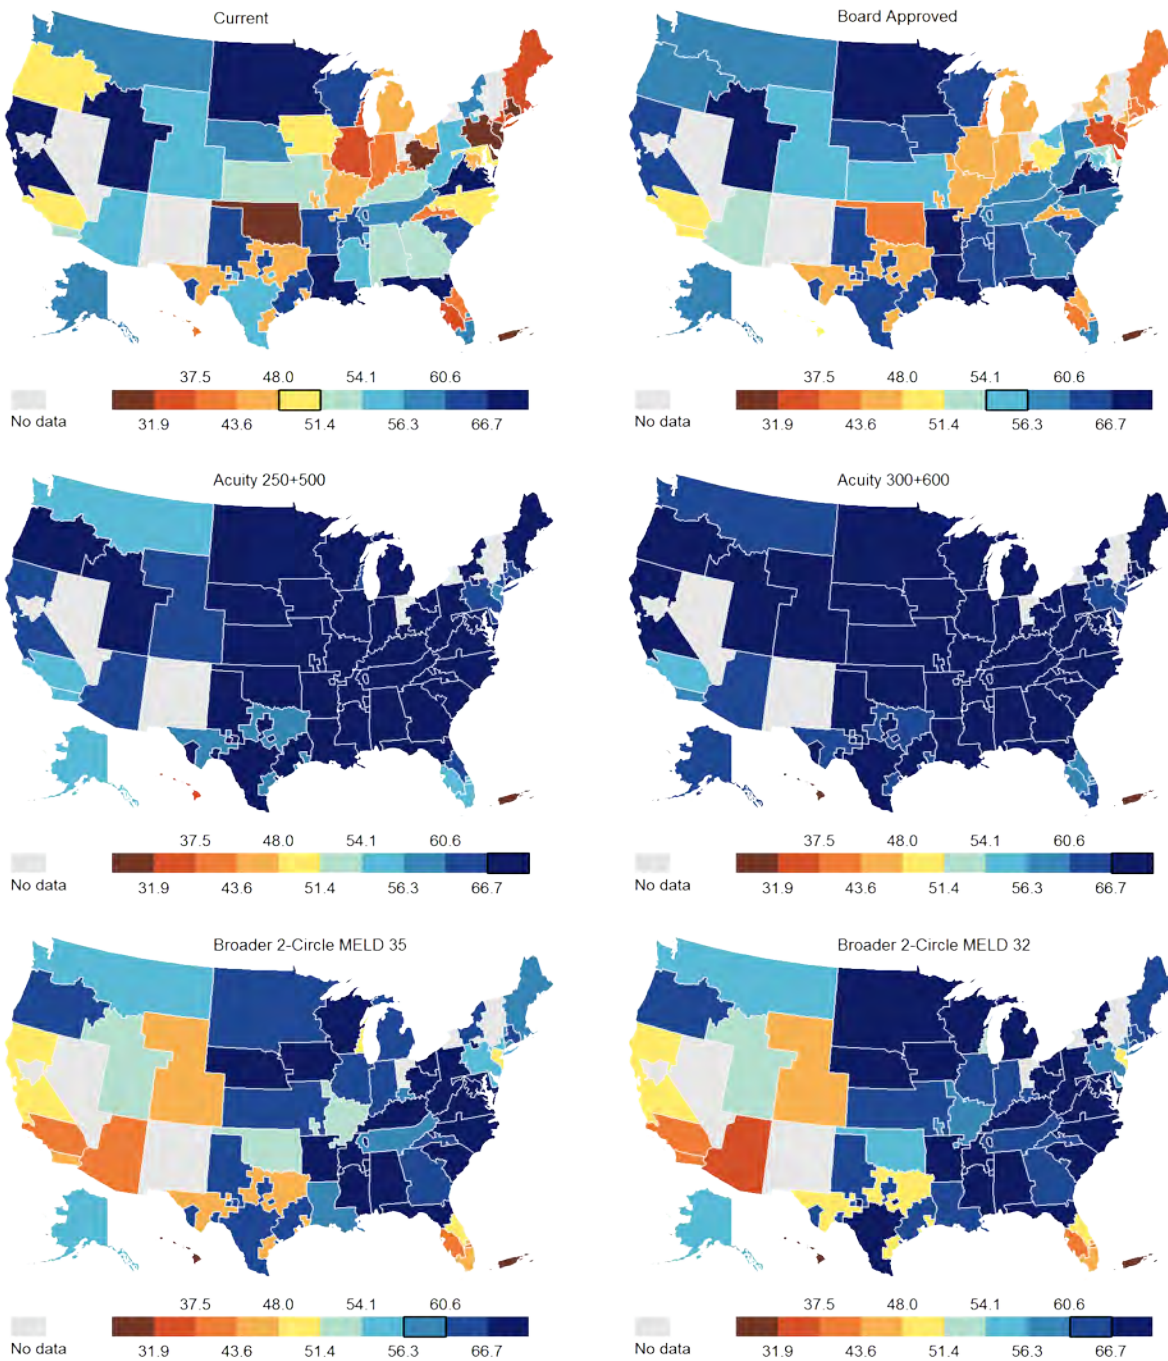 Current
Board Approved
37.5 48.0 54.1 60.6
No data 31.9 43.6 51.4 56.3 66.7
37.5 48.0 54.1 60.6
No data 31.9 43.6 51.4 56.3 66.7
Acuity 250+500
Acuity 300+600
37.5 48.0 54.1 60.6
No data 31.9 43.6 51.4 56.3 66.7
37.5 48.0 54.1 60.6
No data 31.9 43.6 51.4 56.3 66.7
Broader 2-Circle MELD 35
Broader 2-Circle MELD 32
37.5 48.0 54.1 60.6
No data 31.9 43.6 51.4 56.3 66.7
37.5 48.0 54.1 60.6
No data 31.9 43.6 51.4 56.3 66.7